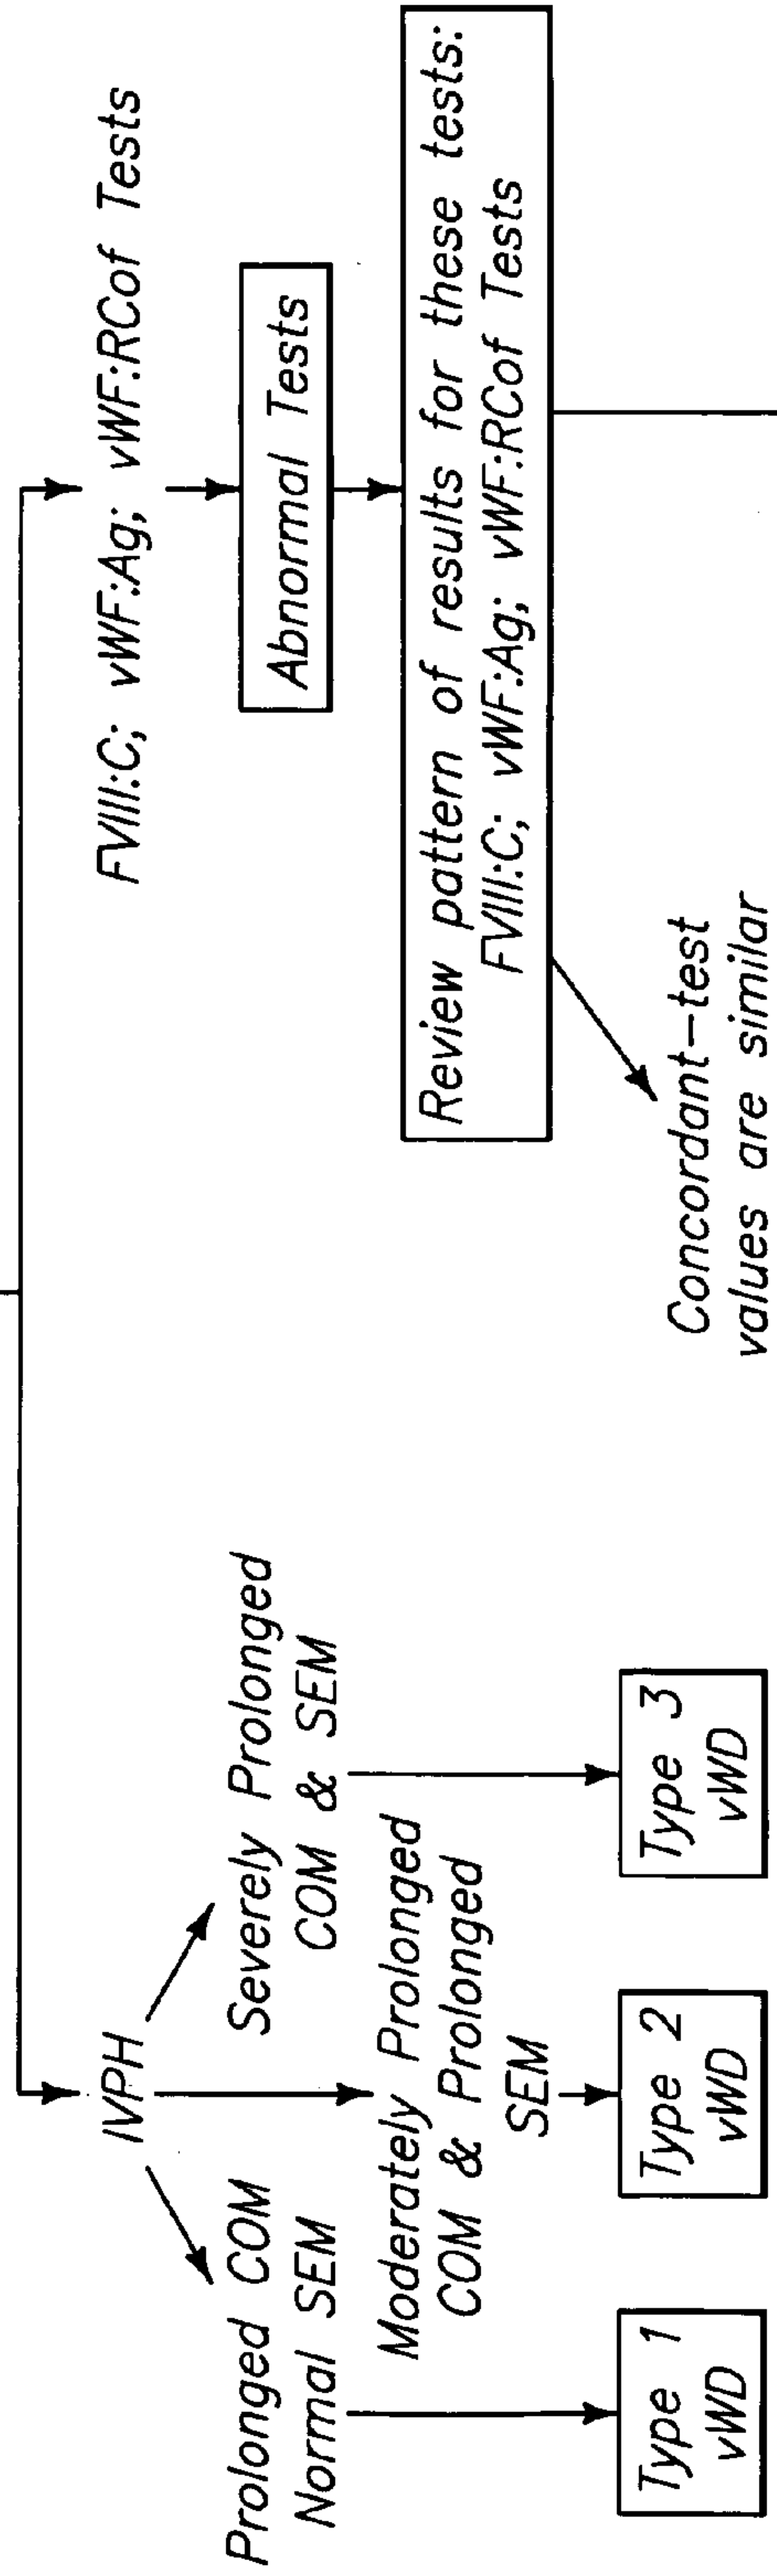 IVPH
Prolonged COM
Normal SEM
Moderately Prolonged
COM & Prolonged
SEM
Severely Prolonged
COM & SEM
Type 1
vWD
Type 2
vWD
Type 3
vWD
FVIII:C; vWF:Ag; vWF:RCof Tests
Abnormal Tests
Review pattern of results for these tests:
FVIII:C; vWF:Ag; vWF:RCof Tests
Concordant-test
values are similar